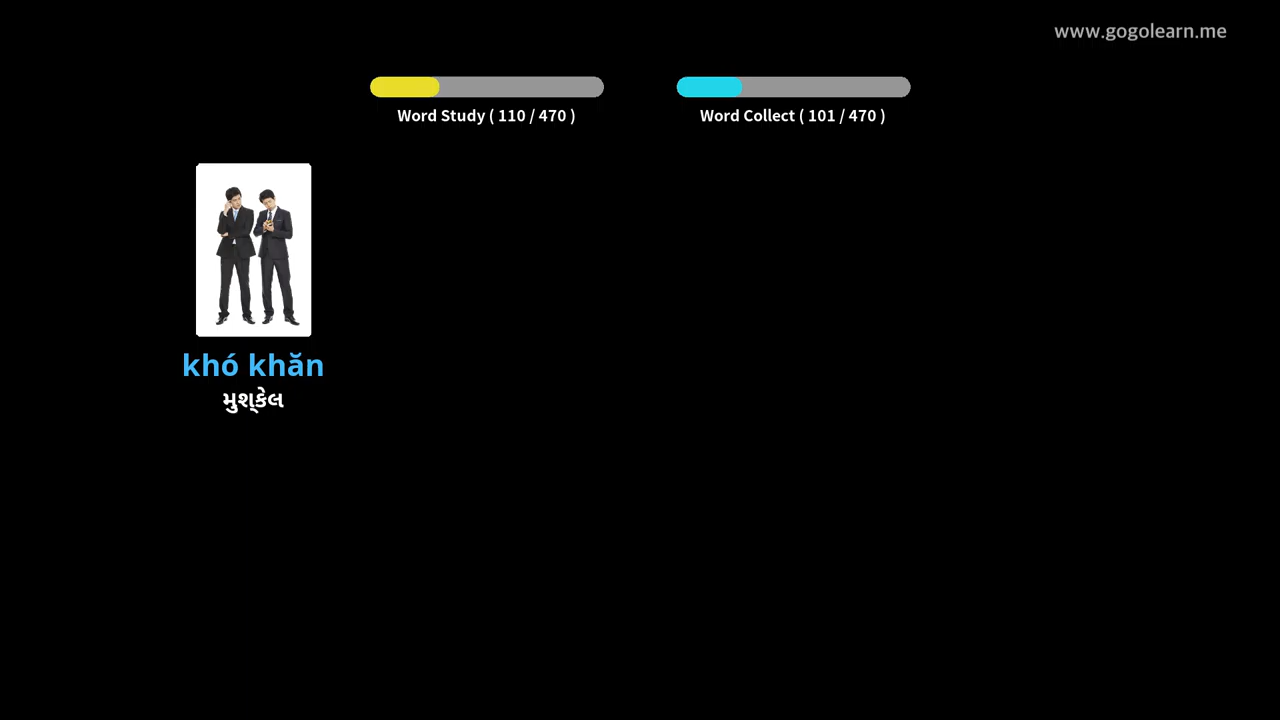 www.gogolearn.me
Word Study ( 110 / 470 )
Word Collect ( 101 / 470 )
khó khăn
મુશ્કેલ